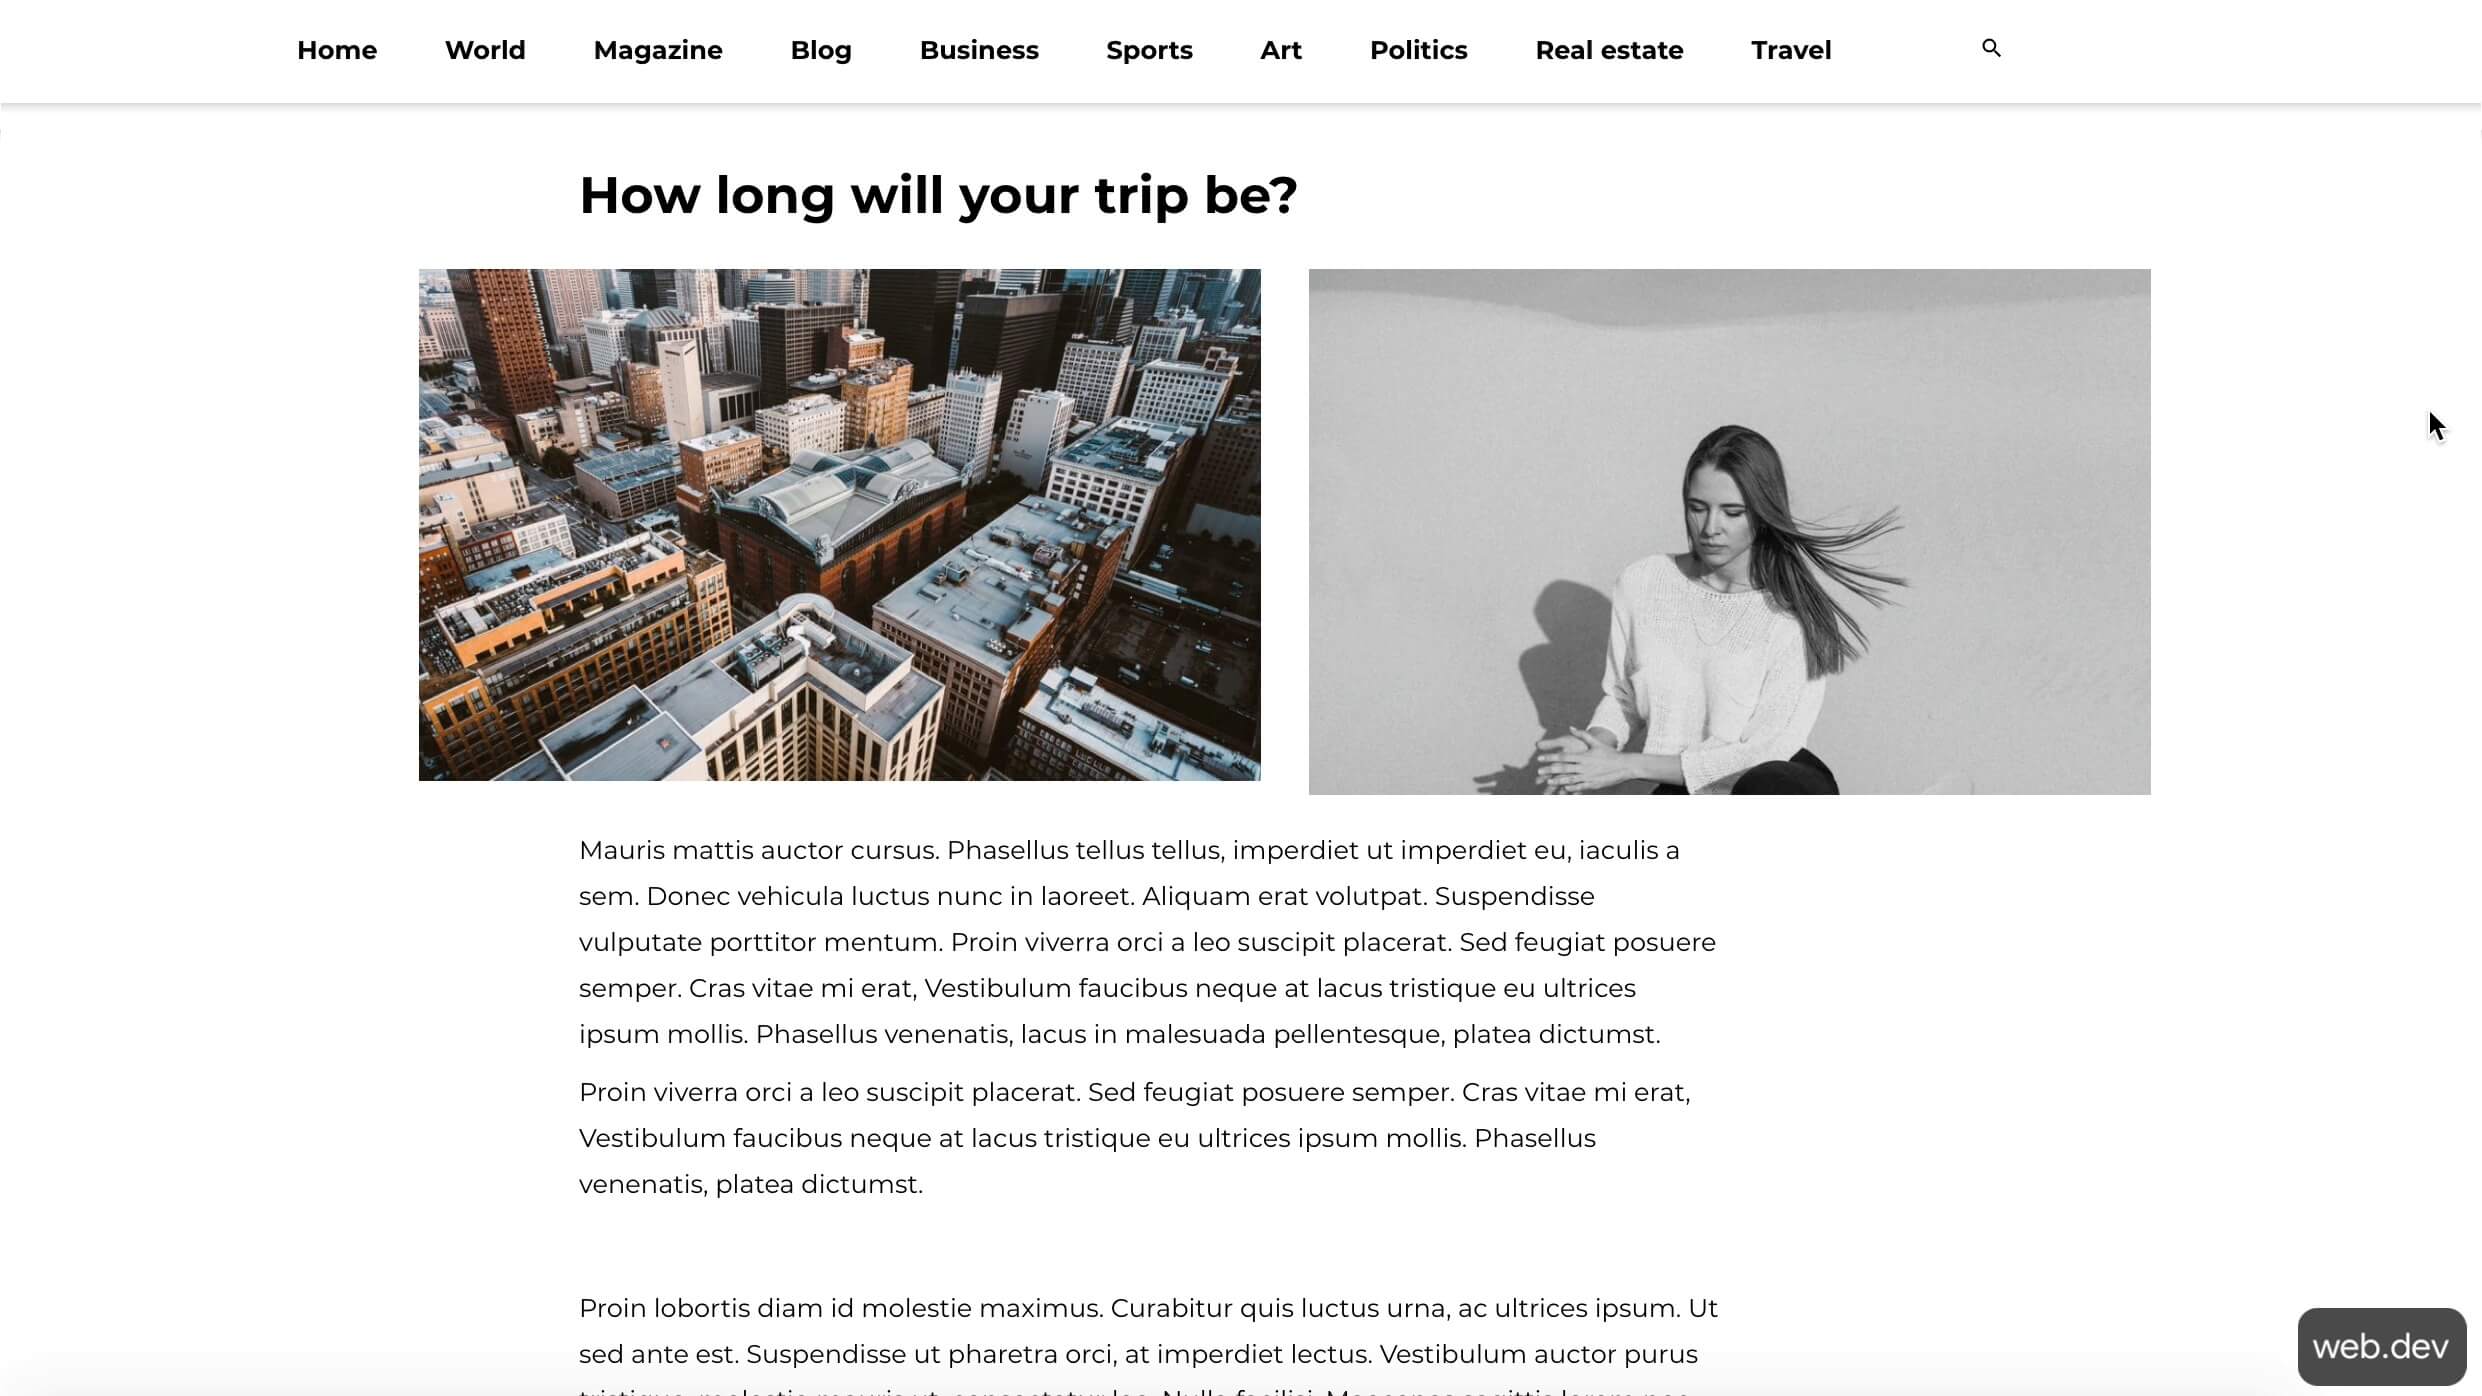 Home World Magazine Blog Business Sports Art Politics Real estate Travel
How long will your trip be?
Mauris mattis auctor cursus. Phasellus tellus tellus, imperdiet ut imperdiet eu, iaculis a
sem. Donec vehicula luctus nunc in laoreet. Aliquam erat volutpat. Suspendisse
vulputate porttitor mentum. Proin viverra orci a leo suscipit placerat. Sed feugiat posuere
semper. Cras vitae mi erat, Vestibulum faucibus neque at lacus tristique eu ultrices
ipsum mollis. Phasellus venenatis, lacus in malesuada pellentesque, platea dictumst.
Proin viverra orci a leo suscipit placerat. Sed feugiat posuere semper. Cras vitae mi erat,
Vestibulum faucibus neque at lacus tristique eu ultrices ipsum mollis. Phasellus
venenatis, platea dictumst.
Proin lobortis diam id molestie maximus. Curabitur quis luctus urna, ac ultrices ipsum. Ut
sed ante est. Suspendisse ut pharetra orci, at imperdiet lectus. Vestibulum auctor purus
web.dev